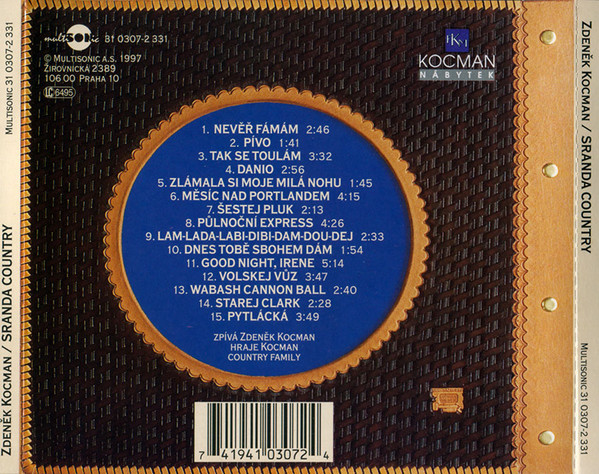 multisonic 31 0307-2 331
© MULTISONIC A.S. 1997
ŽIROVNICKÁ 2389
106 00 PRAHA 10
LC 6495
KOCMAN
NÁBYTEK
1. NEVĚŘ FÁMÁM 2:46
2. PÍVO 1:41
3. TAK SE TOULÁM 3:32
4. DANIO 2:56
5. ZLÁMALA SI MOJE MILÁ NOHU 1:45
6. MĚSÍC NAD PORTLANDEM 4:15
7. ŠESTEJ PLUK 2:13
8. PŮLNOČNÍ EXPRESS 4:26
9. LAM-LADA-LABI-DIBI-DAM-DOU-DEJ 2:33
10. DNES TOBĚ SBOHEM DÁM 1:54
11. GOOD NIGHT, IRENE 5:14
12. VOLSKEJ VŮZ 3:47
13. WABASH CANNON BALL 2:40
14. STAREJ CLARK 2:28
15. PYTLÁCKÁ 3:49
ZPÍVÁ ZDENĚK KOCMAN
HRAJE KOCMAN
COUNTRY FAMILY
7 41941 03072 4
ZDENĚK KOCMAN / SRANDA COUNTRY
MULTISONIC 31 0307-2 331
ZDENĚK KOCMAN / SRANDA COUNTRY
MULTISONIC 31 0307-2 331